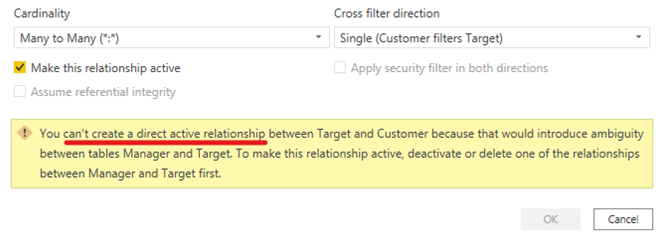 Cardinality
Cross filter direction
Many to Many (*:*)
Single (Customer filters Target)
Make this relationship active
Apply security filter in both directions
Assume referential integrity
You can't create a direct active relationship between Target and Customer because that would introduce ambiguity
between tables Manager and Target. To make this relationship active, deactivate or delete one of the relationships
between Manager and Target first.
OK
Cancel